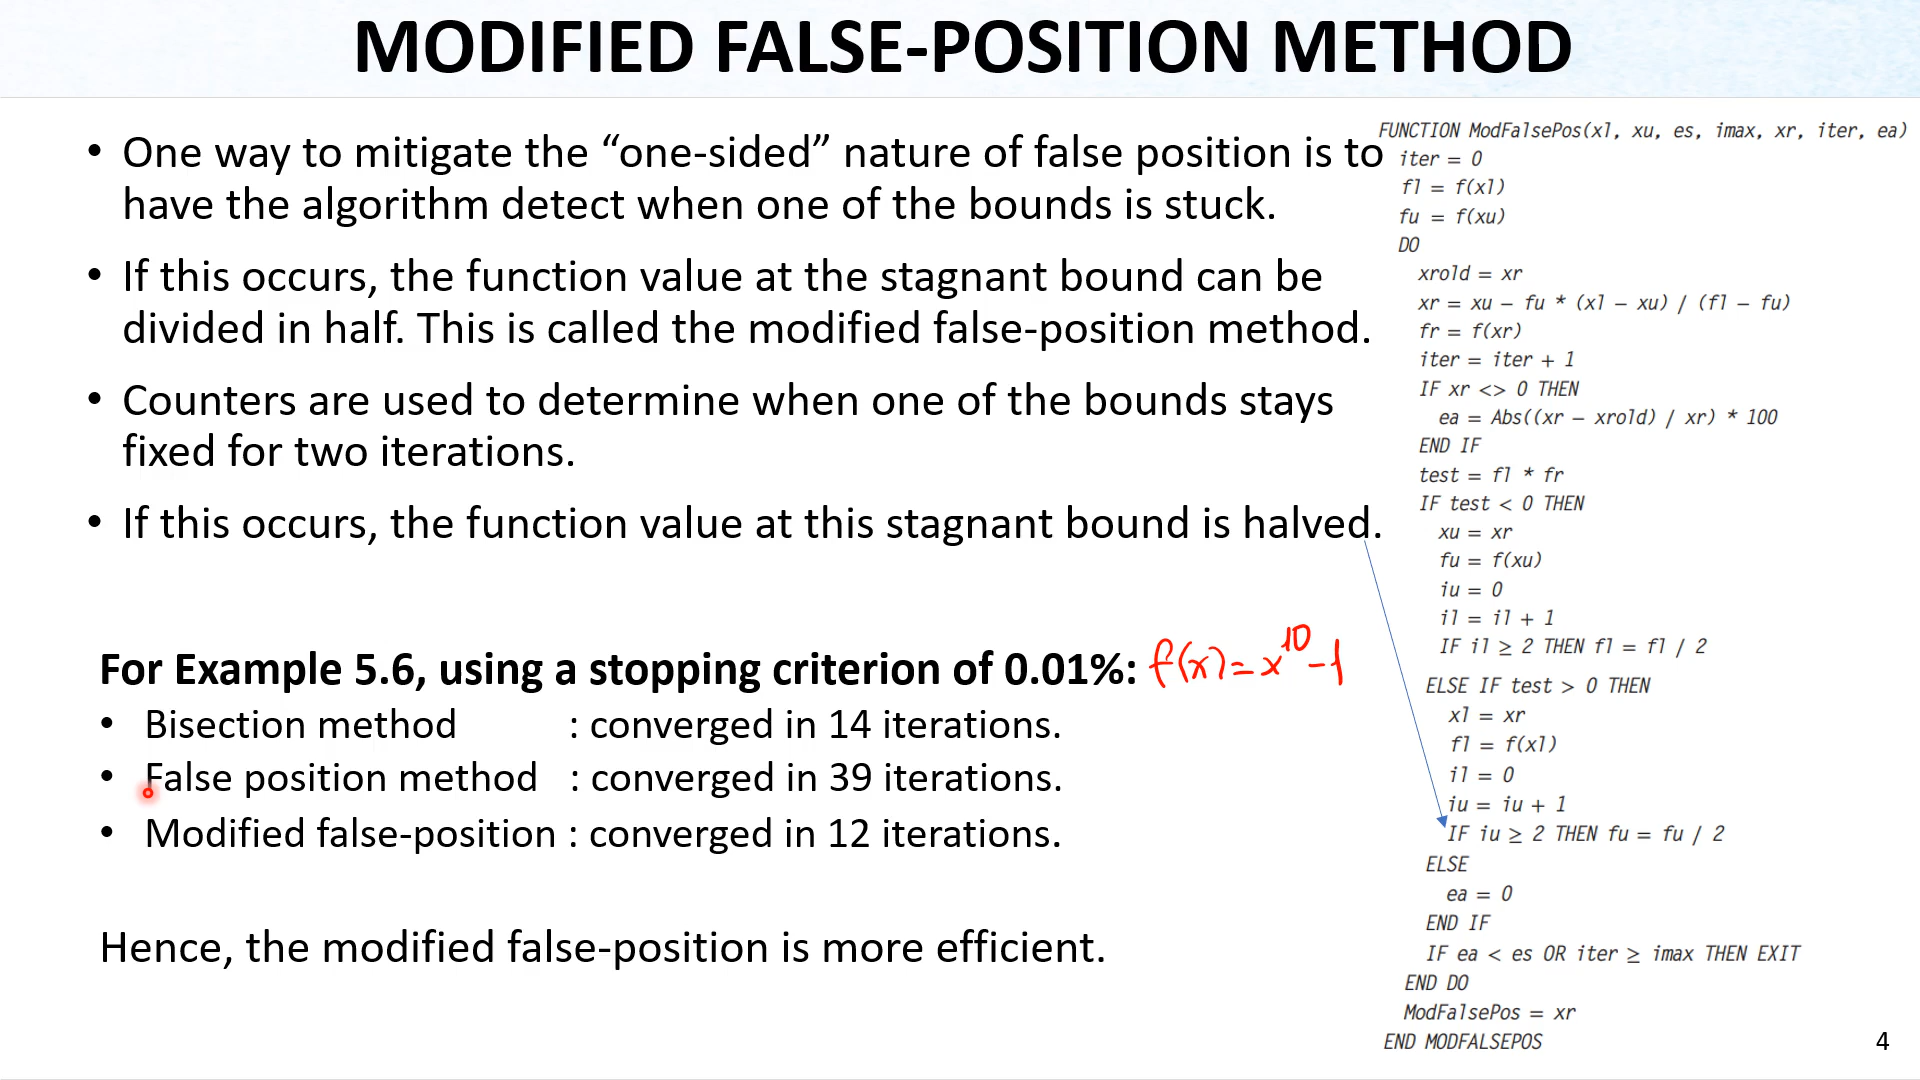 MODIFIED FALSE-POSITION METHOD
• One way to mitigate the “one-sided” nature of false position is to
have the algorithm detect when one of the bounds is stuck.
• If this occurs, the function value at the stagnant bound can be
divided in half. This is called the modified false-position method.
• Counters are used to determine when one of the bounds stays
fixed for two iterations.
• If this occurs, the function value at this stagnant bound is halved.
For Example 5.6, using a stopping criterion of 0.01%: f(x)=x^10-1
• Bisection method : converged in 14 iterations.
• False position method : converged in 39 iterations.
• Modified false-position : converged in 12 iterations.
Hence, the modified false-position is more efficient.
FUNCTION ModFalsePos(xl, xu, es, imax, xr, iter, ea)
iter = 0
fl = f(xl)
fu = f(xu)
DO
xrold = xr
xr = xu – fu * (xl – xu) / (fl – fu)
fr = f(xr)
iter = iter + 1
IF xr <> 0 THEN
ea = Abs((xr – xrold) / xr) * 100
END IF
test = fl * fr
IF test < 0 THEN
xu = xr
fu = f(xu)
iu = 0
il = il + 1
IF il ≥ 2 THEN fl = fl / 2
ELSE IF test > 0 THEN
xl = xr
fl = f(xl)
il = 0
iu = iu + 1
IF iu ≥ 2 THEN fu = fu / 2
ELSE
ea = 0
END IF
IF ea < es OR iter ≥ imax THEN EXIT
END DO
ModFalsePos = xr
END MODFALSEPOS
4